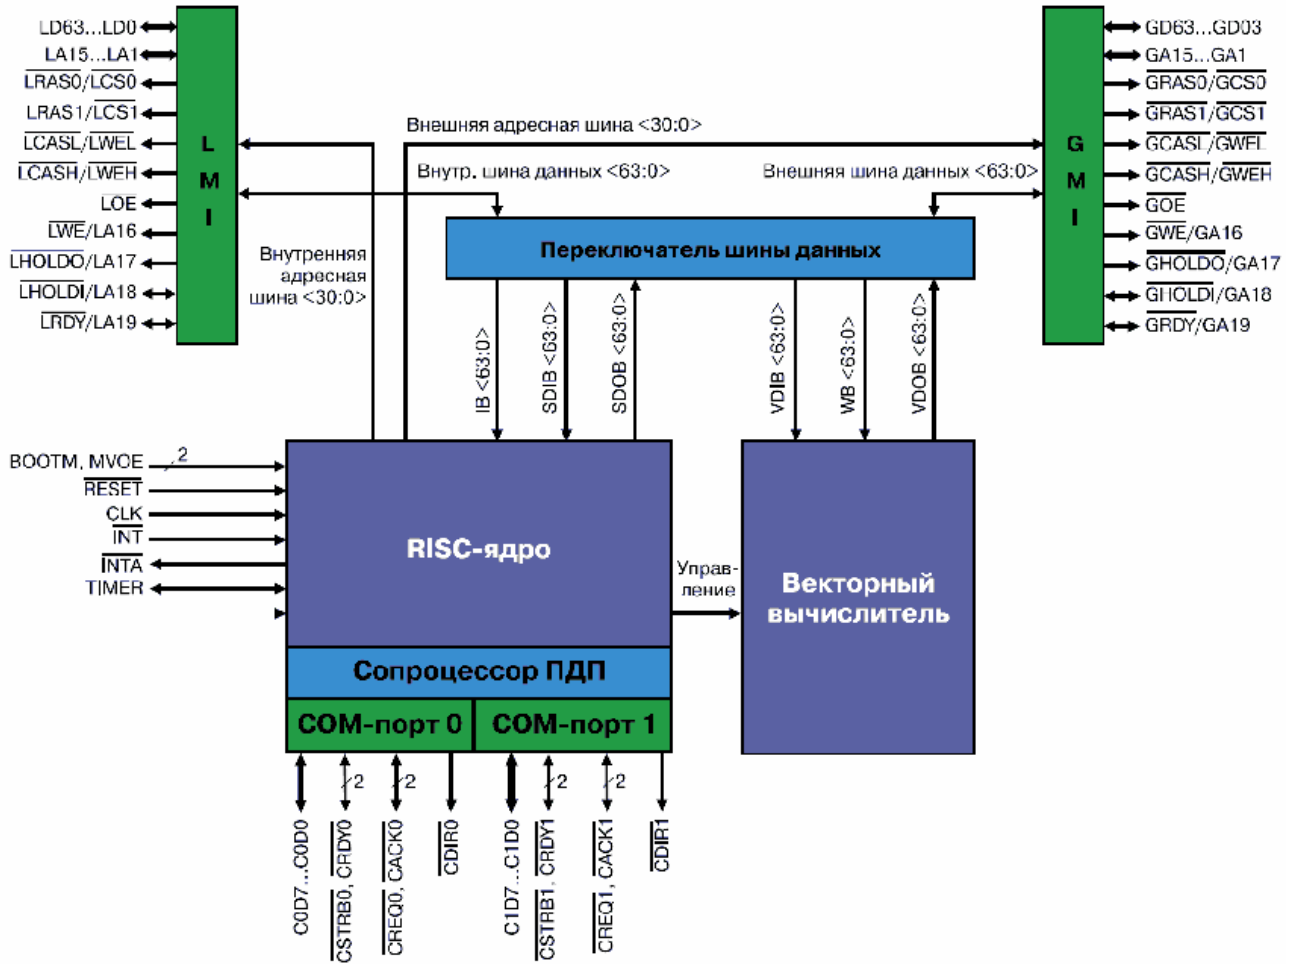 LD63...LD0
LA15...LA1
LRAS0/LCS0
LRAS1/LCS1
LCASL/LWEL
LCASH/LWEH
LOE
LWE/LA16
LHOLDO/LA17
LHOLDI/LA18
LRDY/LA19
L
M
I
Внешняя адресная шина <30:0>
Внутр. шина данных <63:0>
Внешняя шина данных <63:0>
Переключатель шины данных
Внутренняя
адресная
шина <30:0>
G
M
I
GD63...GD03
GA15...GA1
GRAS0/GCS0
GRAS1/GCS1
GCASL/GWEL
GCASH/GWEH
GOE
GWE/GA16
GHOLDO/GA17
GHOLDI/GA18
GRDY/GA19
IB <63:0>
SDIB <63:0>
SDOB <63:0>
VDIB <63:0>
WB <63:0>
VDOB <63:0>
BOOTM, MVOE
2
RESET
CLK
INT
INTA
TIMER
RISC-ядро
Управ-
ление
Векторный
вычислитель
Сопроцессор ПДП
COM-порт 0
COM-порт 1
2
2
2
2
C0D7...C0D0
CSTRB0, CRDY0
CREQ0, CACK0
CDIR0
C1D7...C1D0
CSTRB1, CRDY1
CREQ1, CACK1
CDIR1